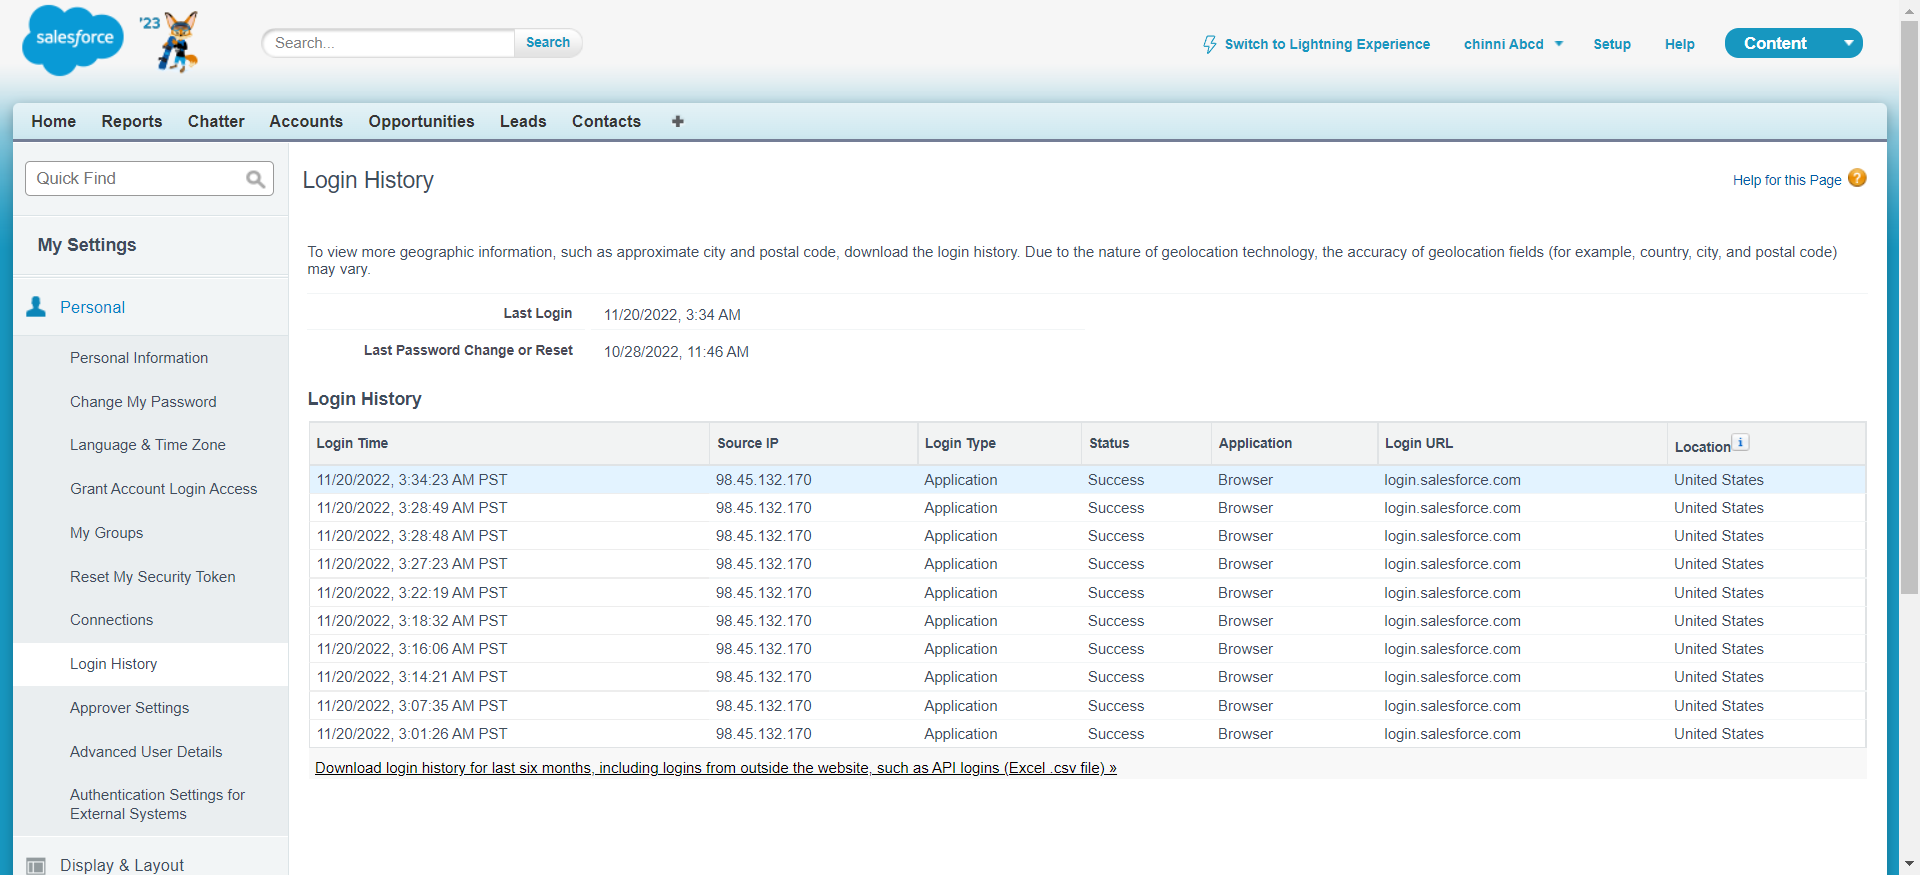 salesforce
'23
Search...
Search
Switch to Lightning Experience
chinni Abcd
Setup
Help
Content
Home Reports Chatter Accounts Opportunities Leads Contacts +
Quick Find
My Settings
Personal
Personal Information
Change My Password
Language & Time Zone
Grant Account Login Access
My Groups
Reset My Security Token
Connections
Login History
Approver Settings
Advanced User Details
Authentication Settings for
External Systems
Display & Layout
Login History
Help for this Page ?
To view more geographic information, such as approximate city and postal code, download the login history. Due to the nature of geolocation technology, the accuracy of geolocation fields (for example, country, city, and postal code)
may vary.
Last Login 11/20/2022, 3:34 AM
Last Password Change or Reset 10/28/2022, 11:46 AM
Login History
Login Time Source IP Login Type Status Application Login URL Location i
11/20/2022, 3:34:23 AM PST 98.45.132.170 Application Success Browser login.salesforce.com United States
11/20/2022, 3:28:49 AM PST 98.45.132.170 Application Success Browser login.salesforce.com United States
11/20/2022, 3:28:48 AM PST 98.45.132.170 Application Success Browser login.salesforce.com United States
11/20/2022, 3:27:23 AM PST 98.45.132.170 Application Success Browser login.salesforce.com United States
11/20/2022, 3:22:19 AM PST 98.45.132.170 Application Success Browser login.salesforce.com United States
11/20/2022, 3:18:32 AM PST 98.45.132.170 Application Success Browser login.salesforce.com United States
11/20/2022, 3:16:06 AM PST 98.45.132.170 Application Success Browser login.salesforce.com United States
11/20/2022, 3:14:21 AM PST 98.45.132.170 Application Success Browser login.salesforce.com United States
11/20/2022, 3:07:35 AM PST 98.45.132.170 Application Success Browser login.salesforce.com United States
11/20/2022, 3:01:26 AM PST 98.45.132.170 Application Success Browser login.salesforce.com United States
Download login history for last six months, including logins from outside the website, such as API logins (Excel .csv file) »